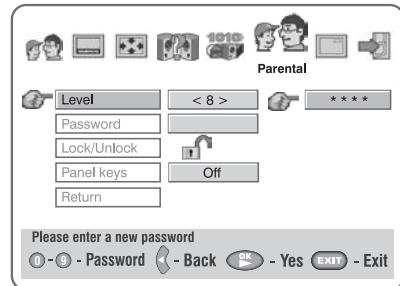 1010
Parental
Level < 8 > * * * *
Password
Lock/Unlock
Panel keys Off
Return
Please enter a new password
0 - 9 - Password - Back OK - Yes EXIT - Exit